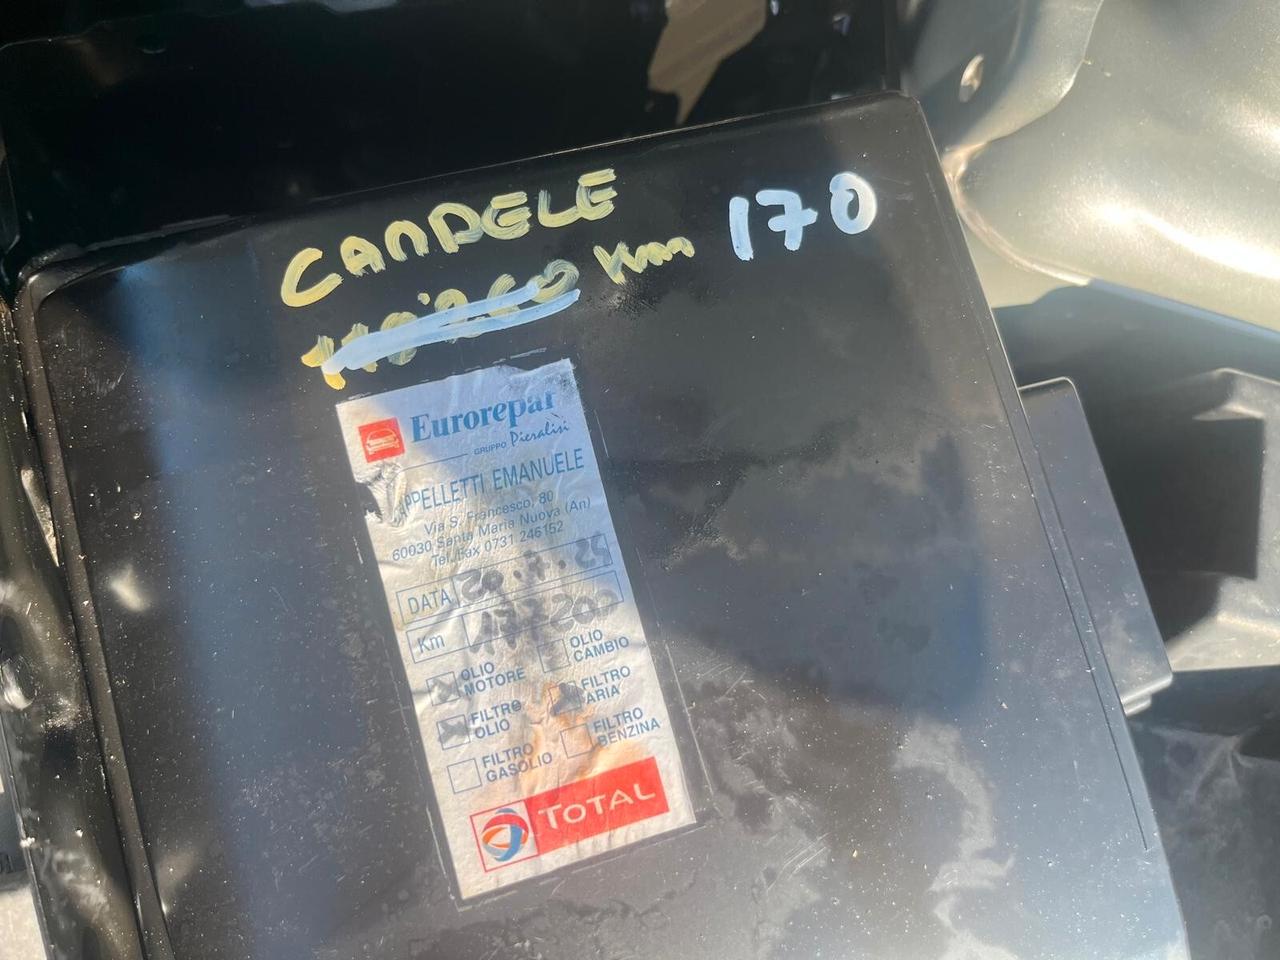 CANDELE
Km 170
Eurorepar
GRUPPO Pieralisi
PPELLETTI EMANUELE
Via S. Francesco, 80
60030 Santa Maria Nuova (An)
Tel./Fax 0731 246152
DATA
Km
OLIO MOTORE
OLIO CAMBIO
FILTRO OLIO
FILTRO ARIA
FILTRO GASOLIO
FILTRO BENZINA
TOTAL